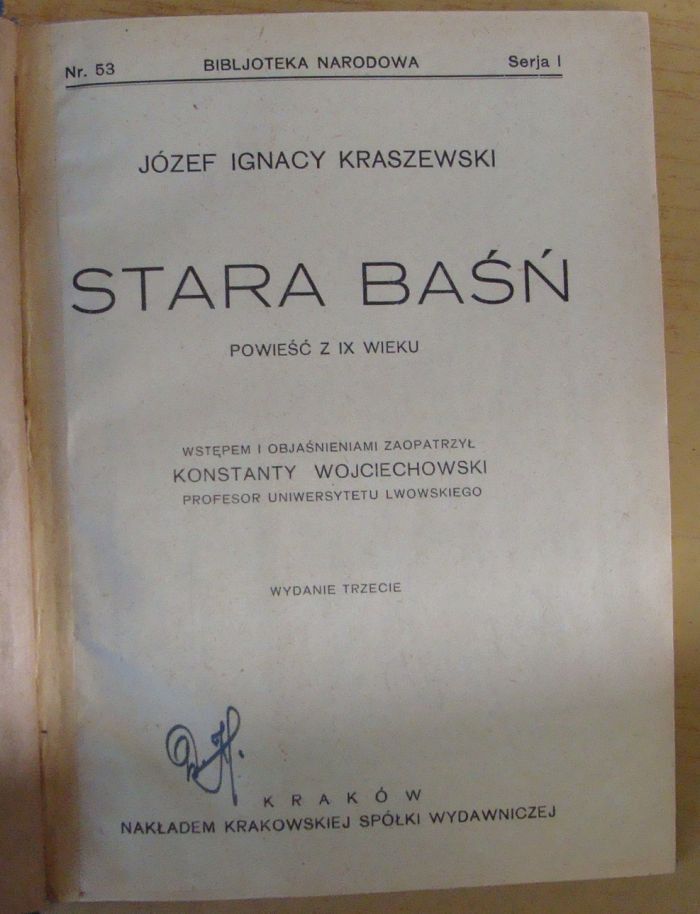 Nr. 53 BIBLJOTEKA NARODOWA Serja I
JÓZEF IGNACY KRASZEWSKI
STARA BAŚŃ
POWIEŚĆ Z IX WIEKU
WSTĘPEM I OBJAŚNIENIAMI ZAOPATRZYŁ
KONSTANTY WOJCIECHOWSKI
PROFESOR UNIWERSYTETU LWOWSKIEGO
WYDANIE TRZECIE
KRAKÓW
NAKŁADEM KRAKOWSKIEJ SPÓŁKI WYDAWNICZEJ